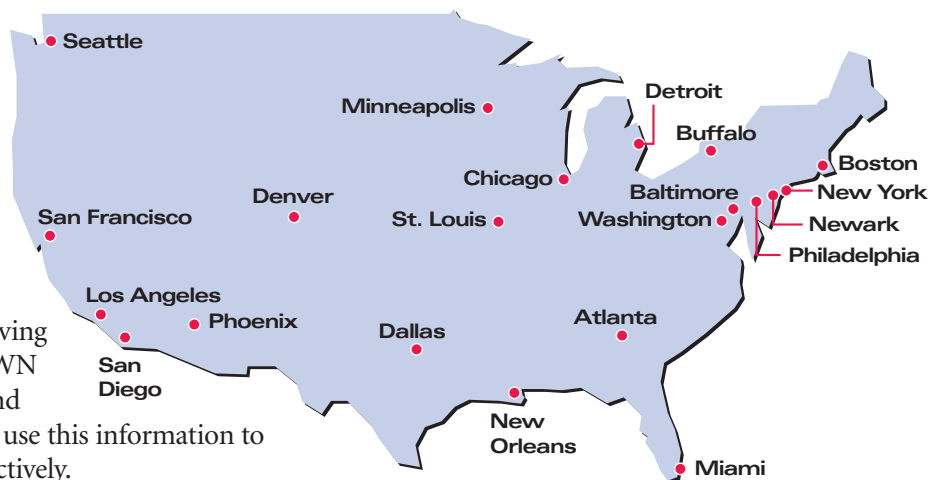 Seattle
Minneapolis
Detroit
Buffalo
Boston
Chicago
Denver
Baltimore
New York
San Francisco
St. Louis
Washington
Newark
Philadelphia
Los Angeles
Phoenix
Dallas
Atlanta
San
Diego
New
Orleans
Miami
use this information to